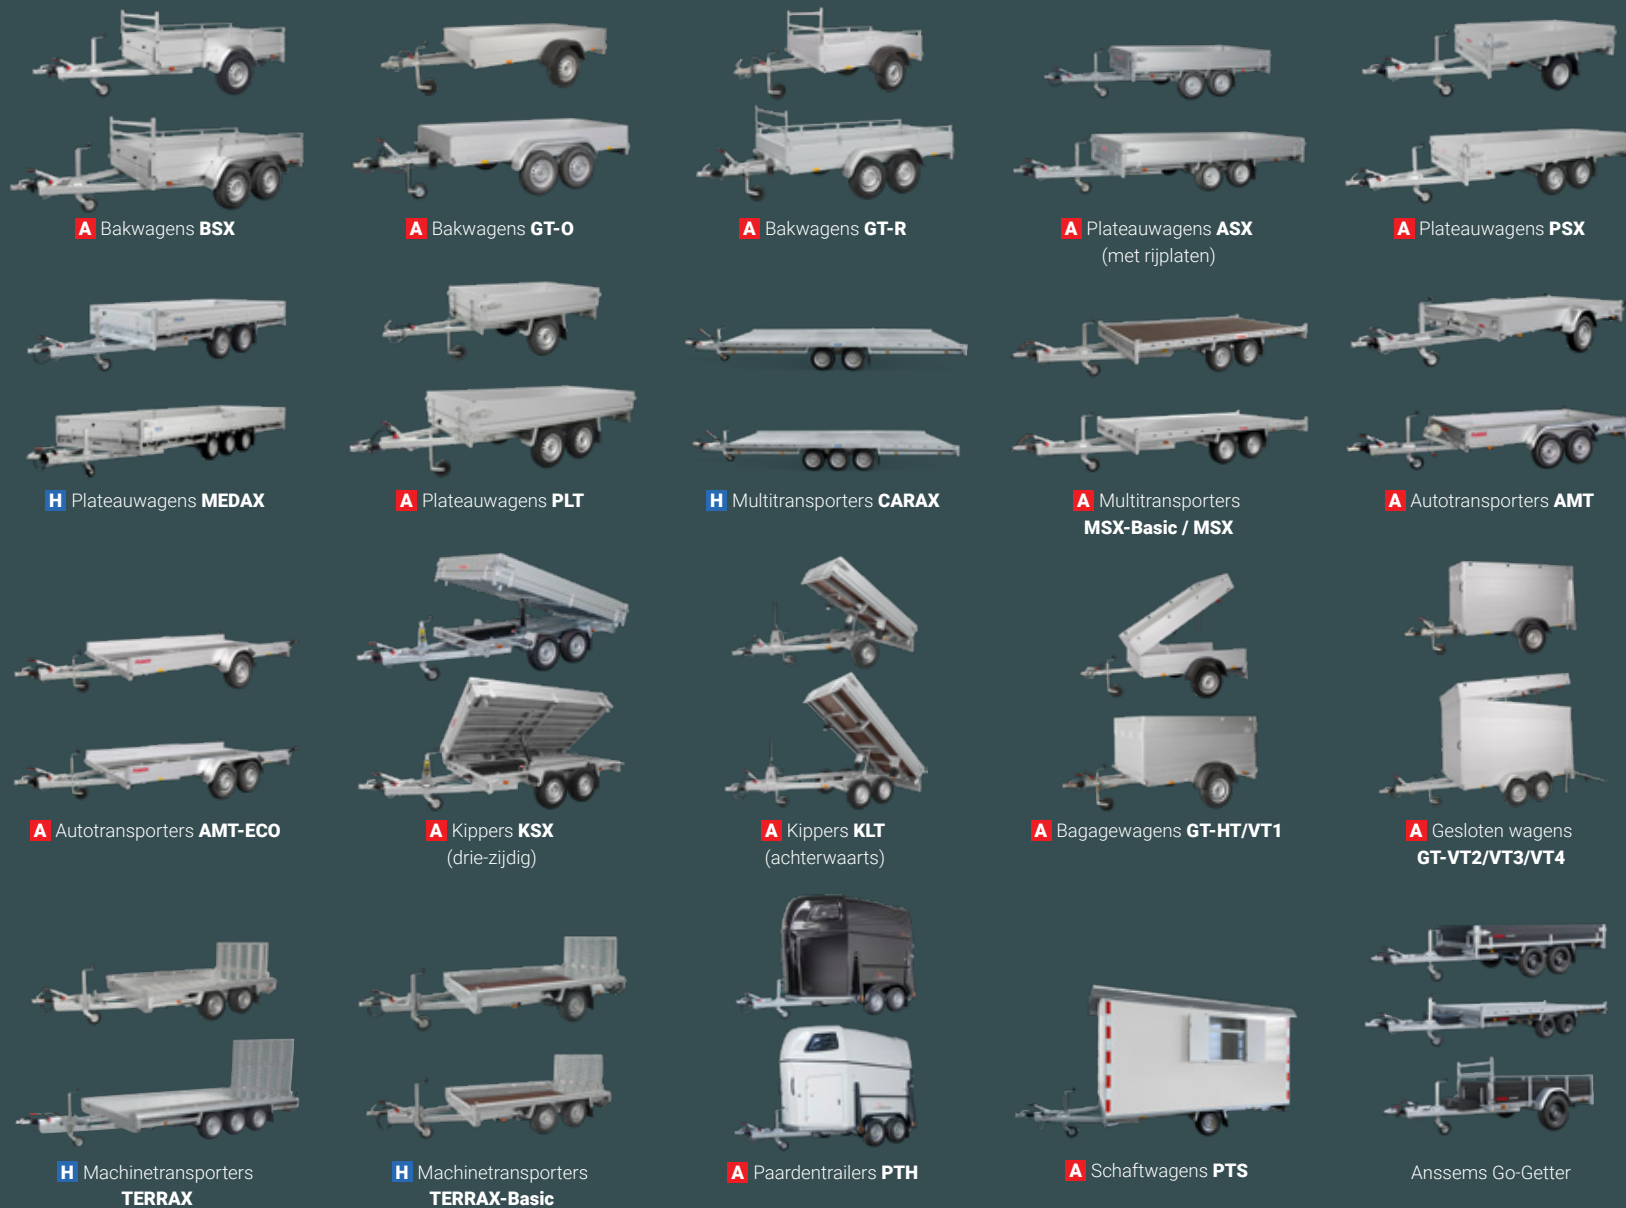 A Bakwagens BSX
A Bakwagens GT-O
A Bakwagens GT-R
A Plateauwagens ASX
(met rijplaten)
A Plateauwagens PSX
H Plateauwagens MEDAX
A Plateauwagens PLT
H Multitransporters CARAX
A Multitransporters
MSX-Basic / MSX
A Autotransporters AMT
A Autotransporters AMT-ECO
A Kippers KSX
(drie-zijdig)
A Kippers KLT
(achterwaarts)
A Bagagewagens GT-HT/VT1
A Gesloten wagens
GT-VT2/VT3/VT4
H Machinetransporters
TERRAX
H Machinetransporters
TERRAX-Basic
A Paardentrailers PTH
A Schaftwagens PTS
Anssems Go-Getter